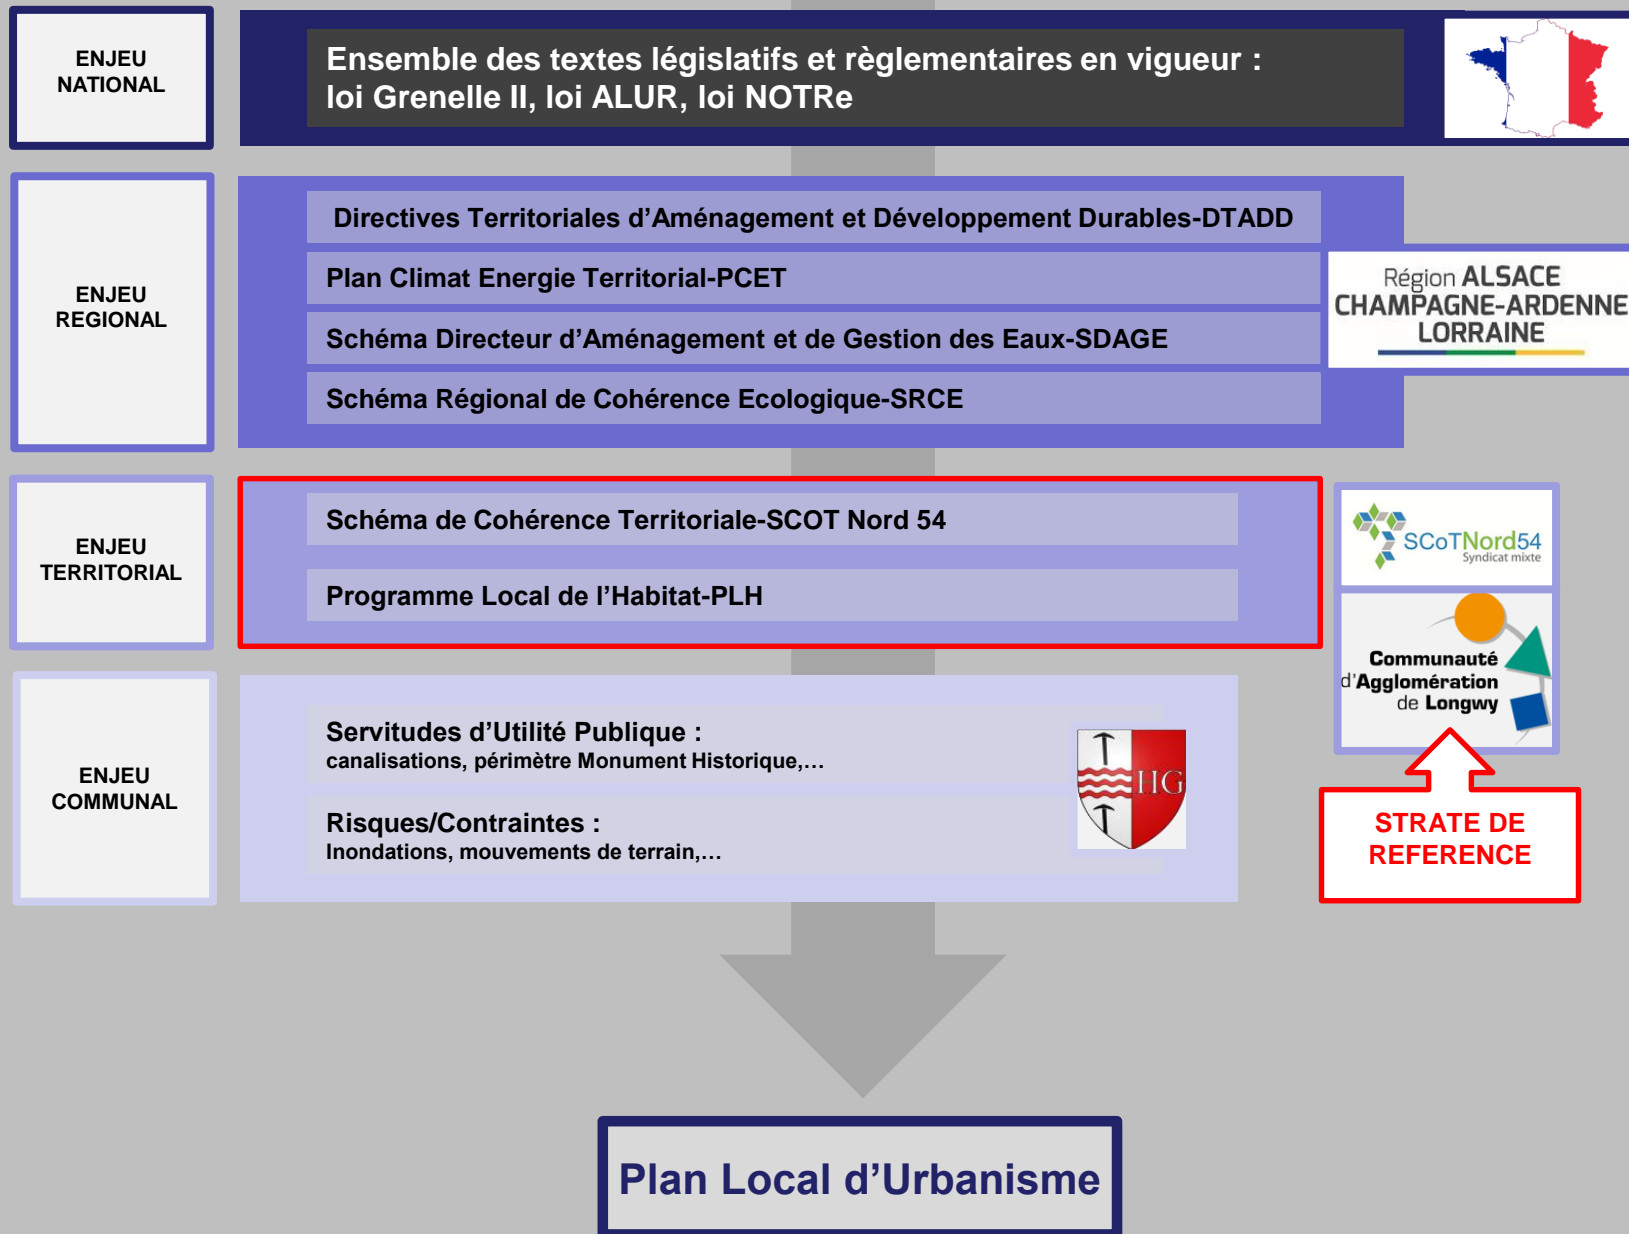 ENJEU
NATIONAL
Ensemble des textes législatifs et règlementaires en vigueur :
loi Grenelle II, loi ALUR, loi NOTRe
ENJEU
REGIONAL
Directives Territoriales d’Aménagement et Développement Durables-DTADD
Plan Climat Energie Territorial-PCET
Schéma Directeur d’Aménagement et de Gestion des Eaux-SDAGE
Schéma Régional de Cohérence Ecologique-SRCE
Région ALSACE
CHAMPAGNE-ARDENNE
LORRAINE
ENJEU
TERRITORIAL
Schéma de Cohérence Territoriale-SCOT Nord 54
Programme Local de l’Habitat-PLH
SCoTNord54
Syndicat mixte
Communauté
d'Agglomération
de Longwy
ENJEU
COMMUNAL
Servitudes d’Utilité Publique :
canalisations, périmètre Monument Historique,…
Risques/Contraintes :
Inondations, mouvements de terrain,…
HG
STRATE DE
REFERENCE
Plan Local d’Urbanisme